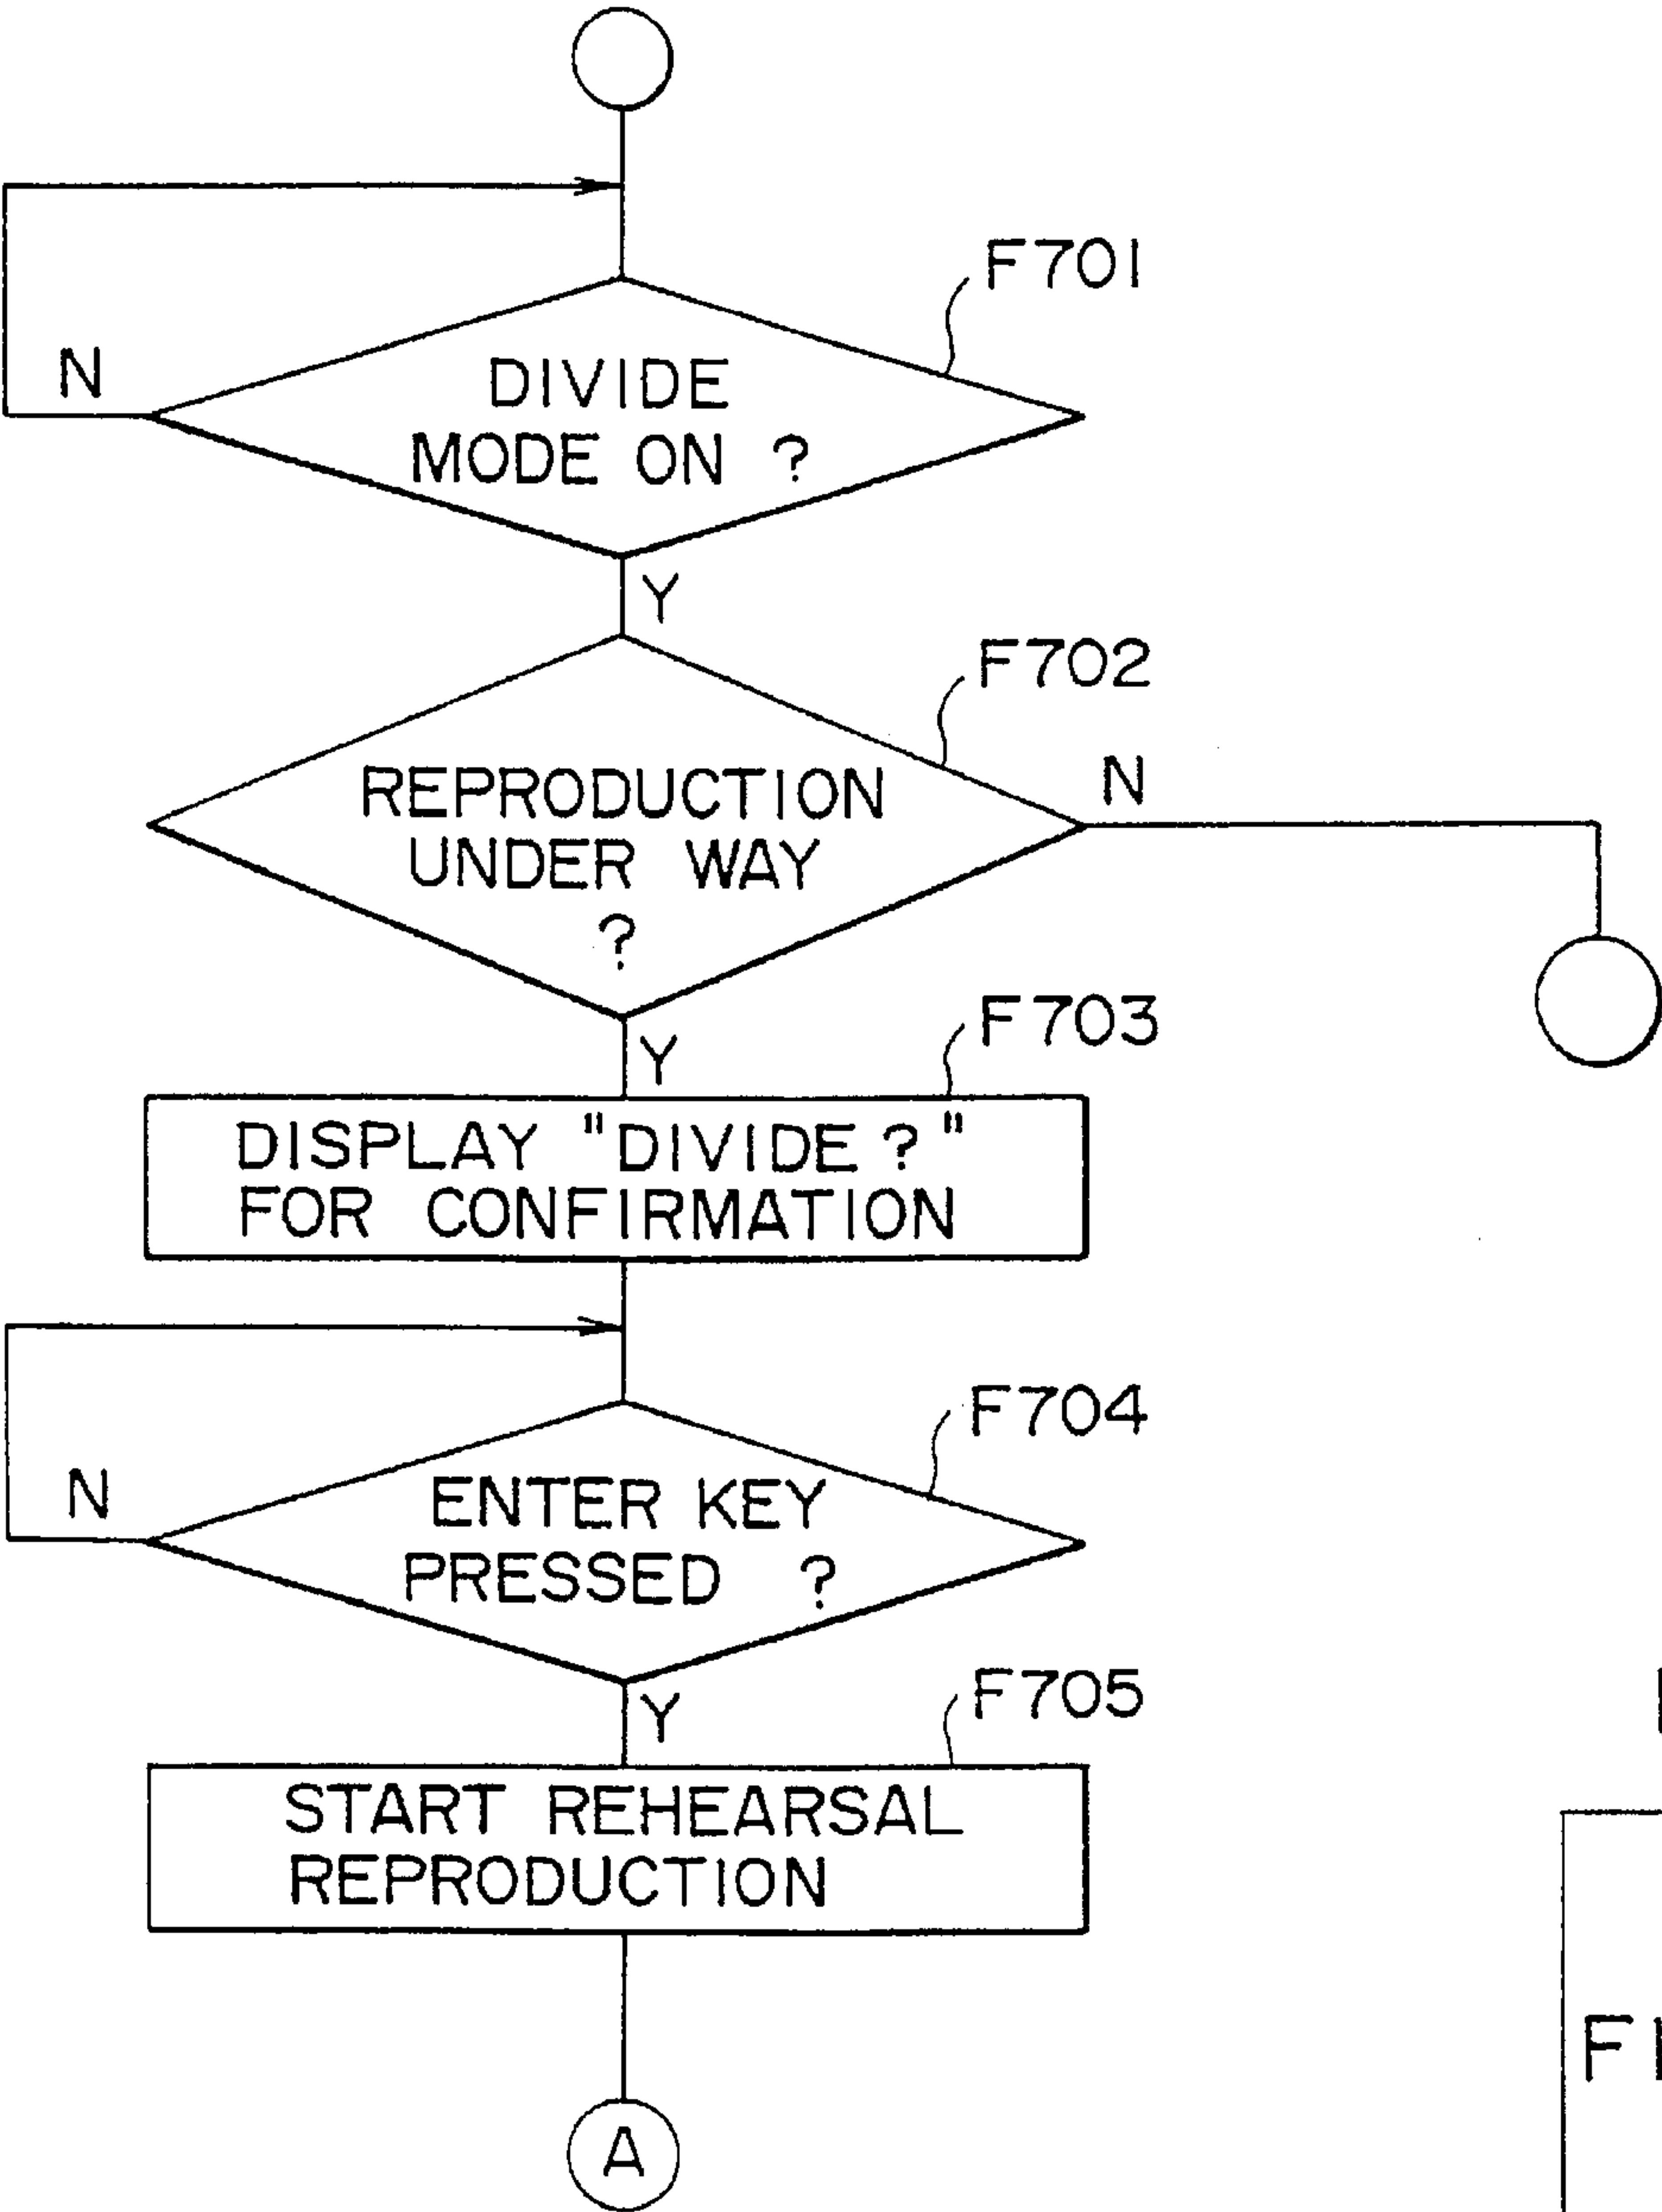 F701
N
DIVIDE
MODE ON ?
Y
F702
REPRODUCTION
UNDER WAY
?
N
Y
F703
DISPLAY "DIVIDE ?"
FOR CONFIRMATION
F704
N
ENTER KEY
PRESSED ?
Y
F705
START REHEARSAL
REPRODUCTION
A